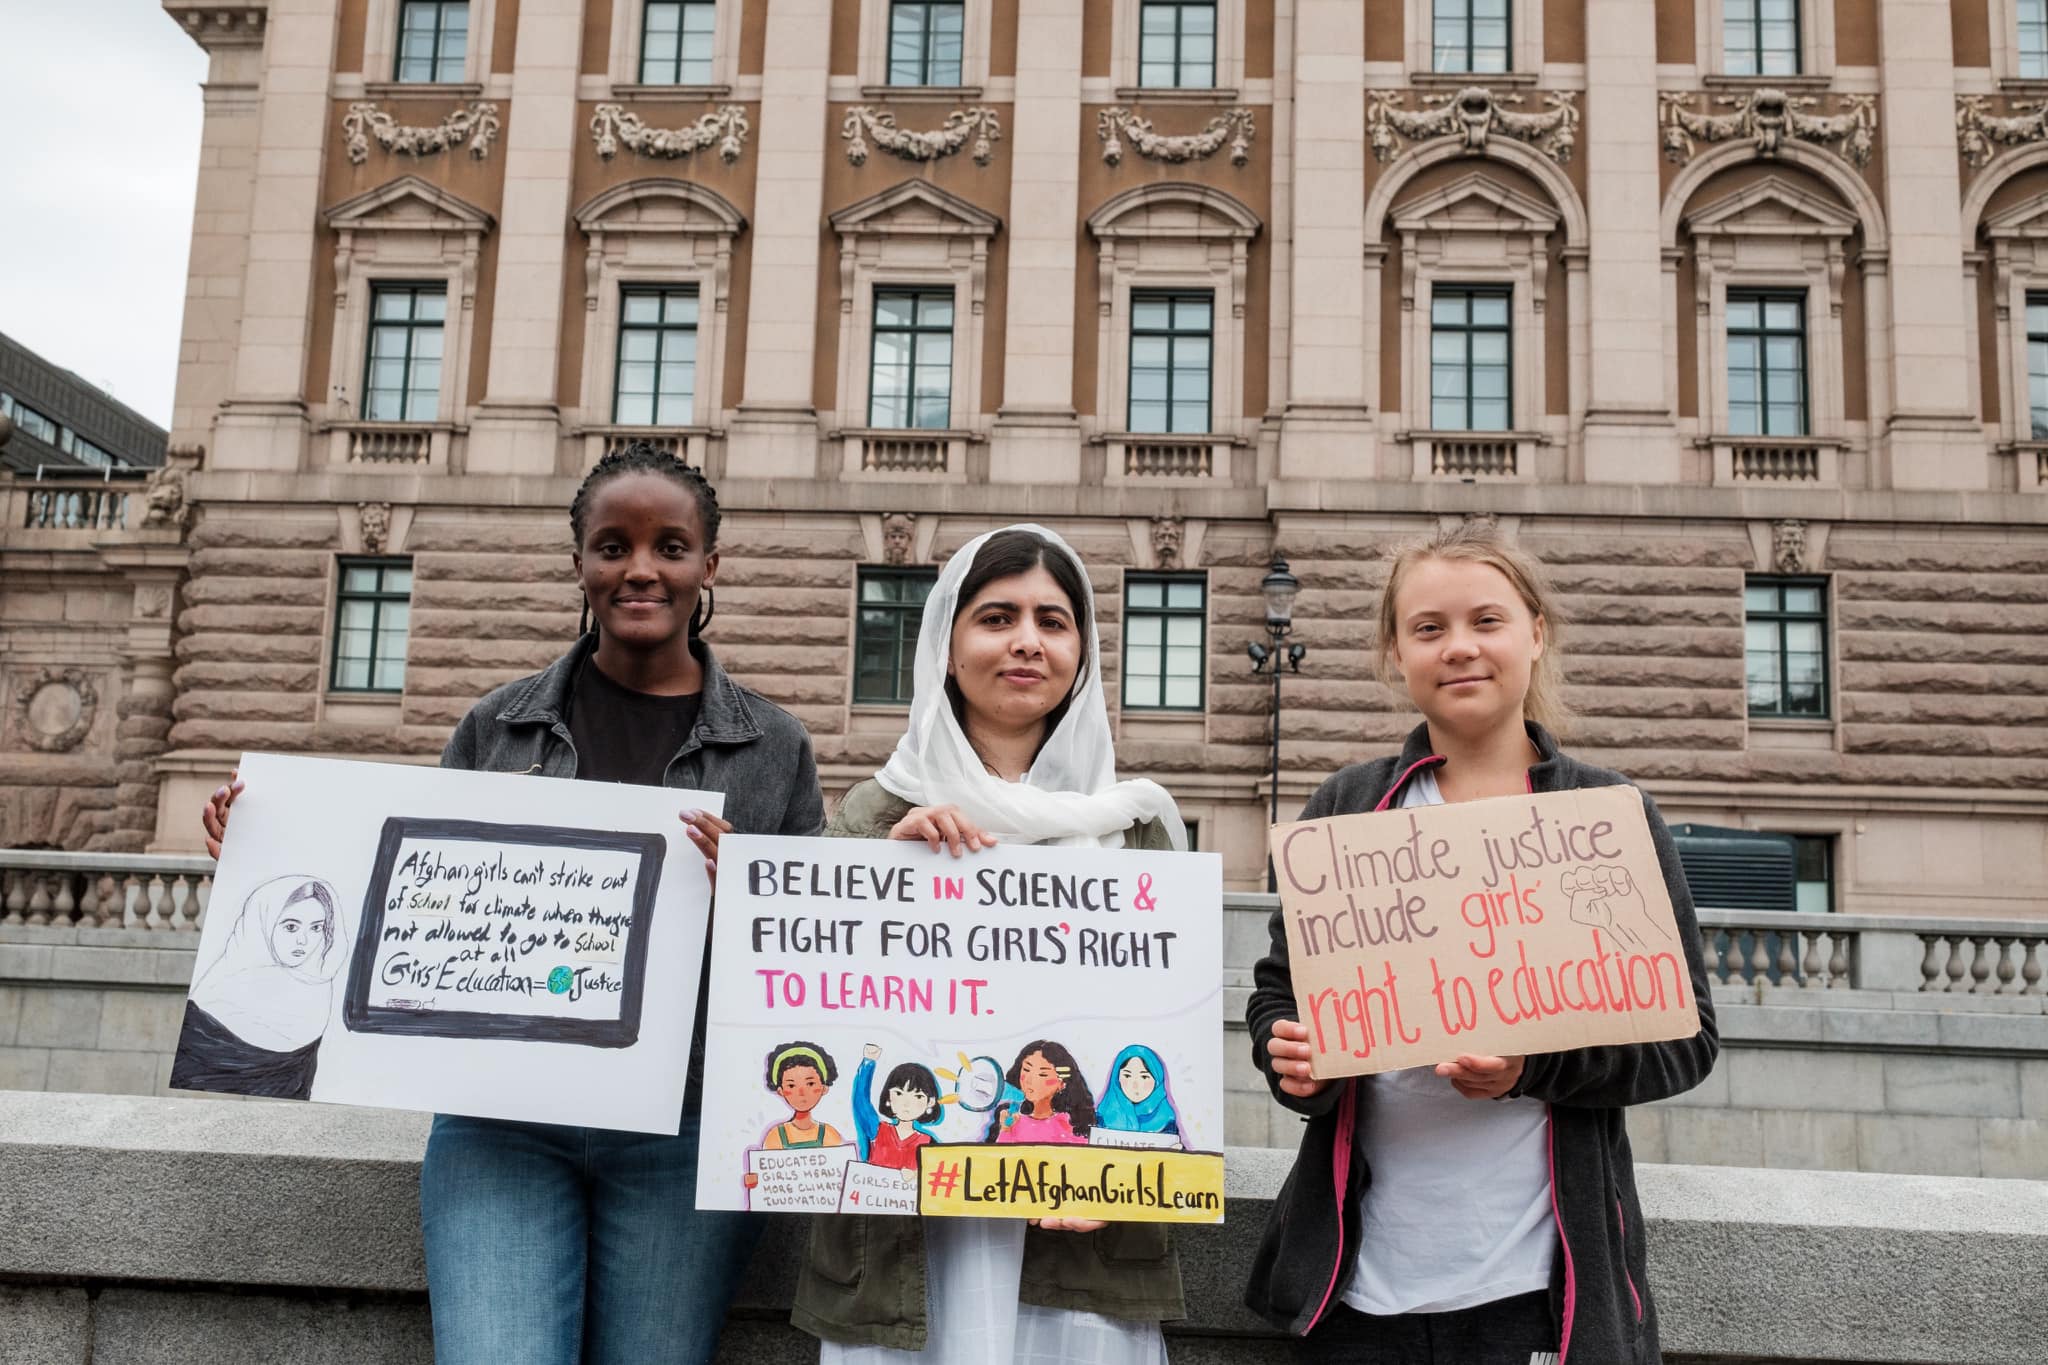 Afghan girls can't strike out
of School for climate when they're
not allowed to go to School
at all
Girs' Education= Justice
BELIEVE IN SCIENCE &
FIGHT FOR GIRLS' RIGHT
TO LEARN IT.
EDUCATED
GIRLS MEANS
MORE CLIMATE
INNOVATION
GIRLS EDU
4 CLIMAT
CLIMATE
#LetAfghanGirlsLearn
Climate justice
include girls'
right to education